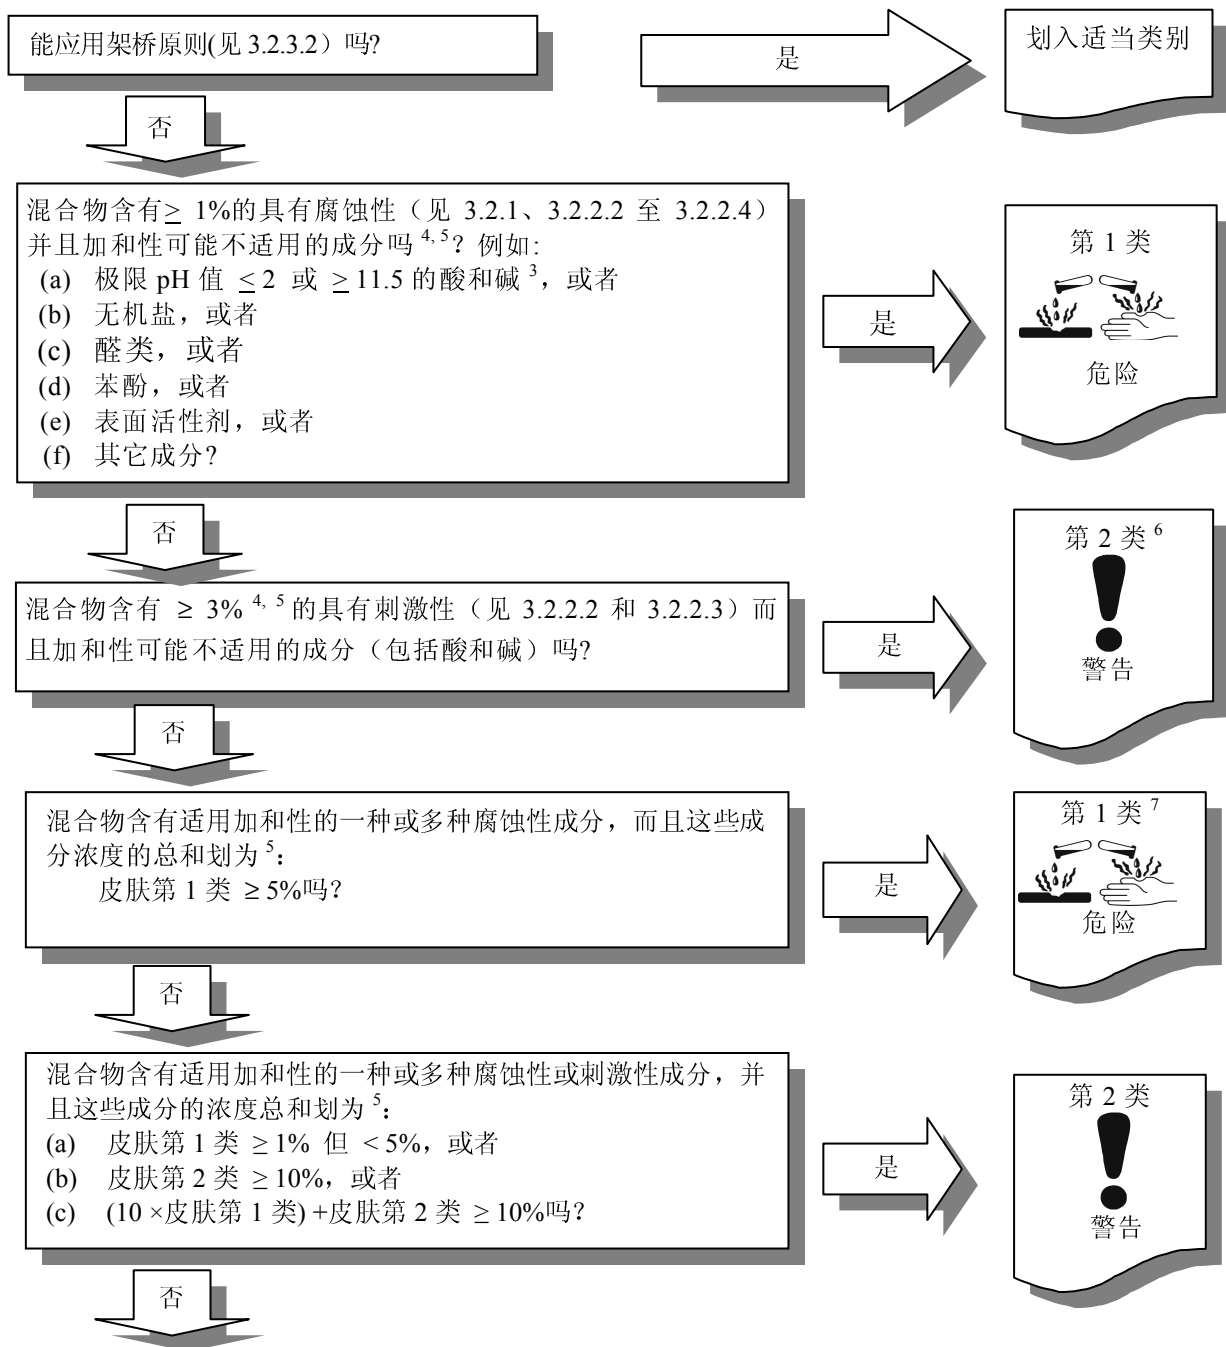 能应用架桥原则(见 3.2.3.2）吗?
是
划入适当类别
否
混合物含有≥ 1%的具有腐蚀性（见 3.2.1、3.2.2.2 至 3.2.2.4）
并且加和性可能不适用的成分吗 4, 5？例如:
(a) 极限 pH 值 ≤ 2 或 ≥ 11.5 的酸和碱 3，或者
(b) 无机盐，或者
(c) 醛类，或者
(d) 苯酚，或者
(e) 表面活性剂，或者
(f) 其它成分?
是
第 1 类
危险
否
混合物含有 ≥ 3% 4, 5 的具有刺激性（见 3.2.2.2 和 3.2.2.3）而
且加和性可能不适用的成分（包括酸和碱）吗?
是
第 2 类 6
警告
否
混合物含有适用加和性的一种或多种腐蚀性成分，而且这些成
分浓度的总和划为 5：
皮肤第 1 类 ≥ 5%吗？
是
第 1 类 7
危险
否
混合物含有适用加和性的一种或多种腐蚀性或刺激性成分，并
且这些成分的浓度总和划为 5：
(a) 皮肤第 1 类 ≥ 1% 但 < 5%，或者
(b) 皮肤第 2 类 ≥ 10%，或者
(c) (10 ×皮肤第 1 类) +皮肤第 2 类 ≥ 10%吗？
是
第 2 类
警告
否